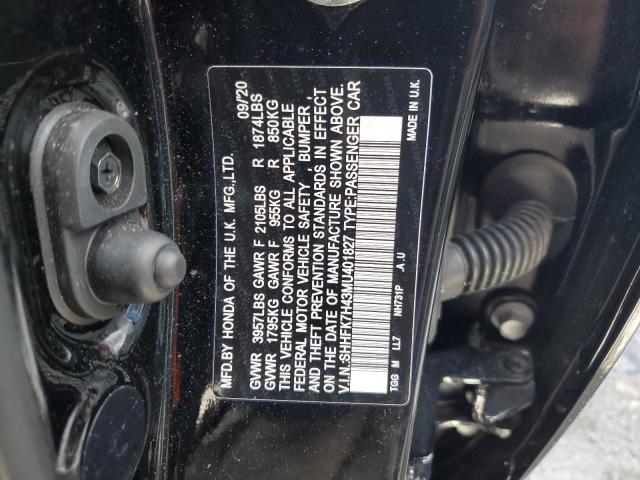 MFD.BY HONDA OF THE U.K. MFG.,LTD. 09/20
GVWR 3957LBS GAWR F 2105LBS R 1874LBS
GVWR 1795KG GAWR F 955KG R 850KG
THIS VEHICLE CONFORMS TO ALL APPLICABLE
FEDERAL MOTOR VEHICLE SAFETY , BUMPER ,
AND THEFT PREVENTION STANDARDS IN EFFECT
ON THE DATE OF MANUFACTURE SHOWN ABOVE.
V.I.N.:SHHFK7H43MU401827 TYPE:PASSENGER CAR
TGG M 1L7 NH731P .A.U MADE IN U.K.